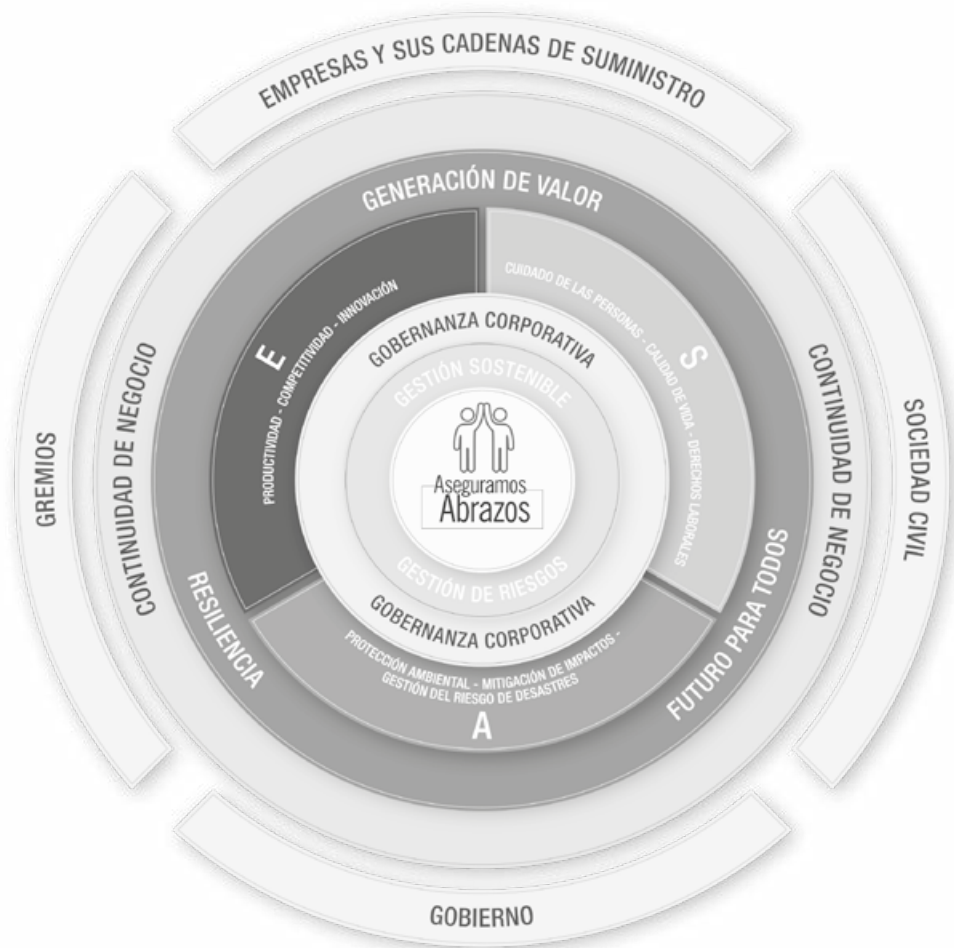 EMPRESAS Y SUS CADENAS DE SUMINISTRO
GREMIOS
CONTINUIDAD DE NEGOCIO
GENERACIÓN DE VALOR
E
PRODUCTIVIDAD - COMPETITIVIDAD - INNOVACIÓN
S
CUIDADO DE LAS PERSONAS - CALIDAD DE VIDA - DERECHOS LABORALES
GOBERNANZA CORPORATIVA
GESTIÓN SOSTENIBLE
Aseguramos
Abrazos
GESTIÓN DE RIESGOS
GOBERNANZA CORPORATIVA
PROTECCIÓN AMBIENTAL - MITIGACIÓN DE IMPACTOS -
GESTIÓN DEL RIESGO DE DESASTRES
A
RESILIENCIA
FUTURO PARA TODOS
CONTINUIDAD DE NEGOCIO
SOCIEDAD CIVIL
GOBIERNO